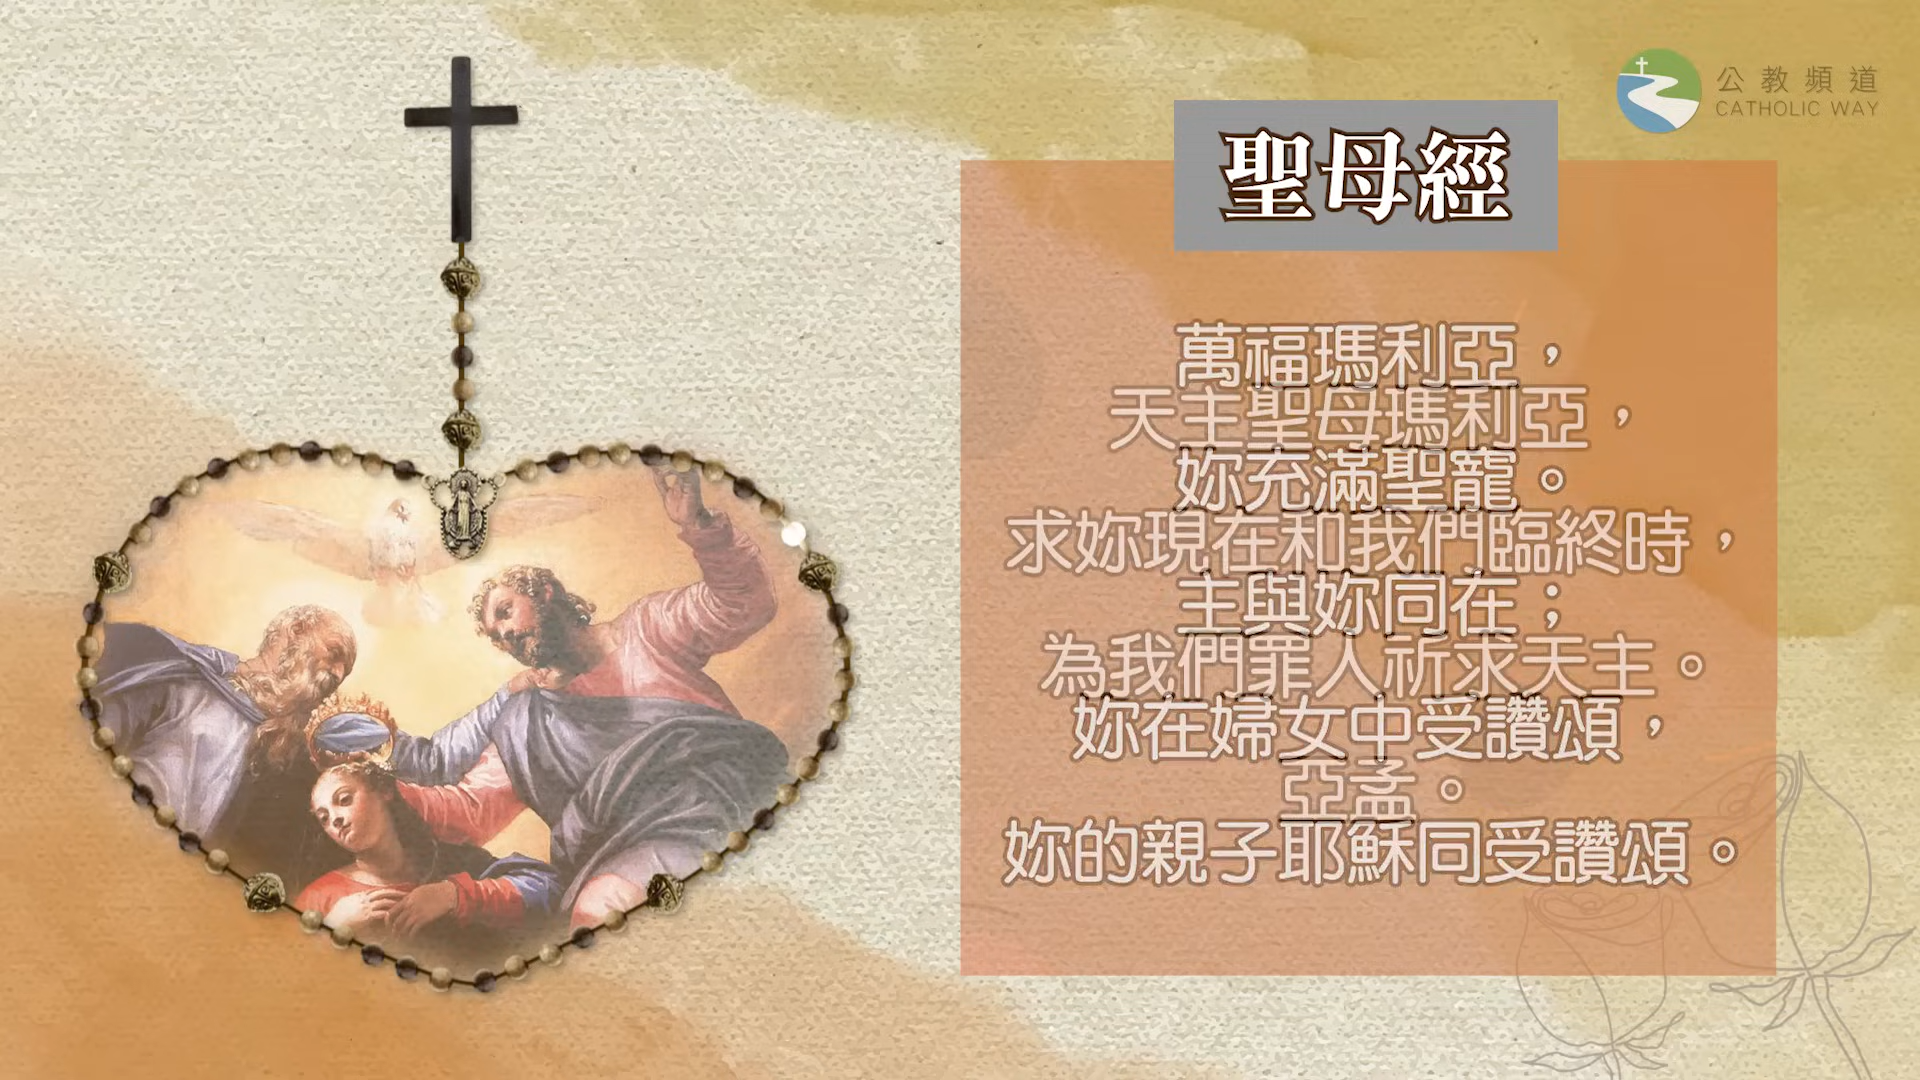 公教頻道
CATHOLIC WAY
聖母經
萬福瑪利亞，
天主聖母瑪利亞，
妳充滿聖寵。
求妳現在和我們臨終時，
主與妳同在；
為我們罪人祈求天主。
妳在婦女中受讚頌，
亞孟。
妳的親子耶穌同受讚頌。